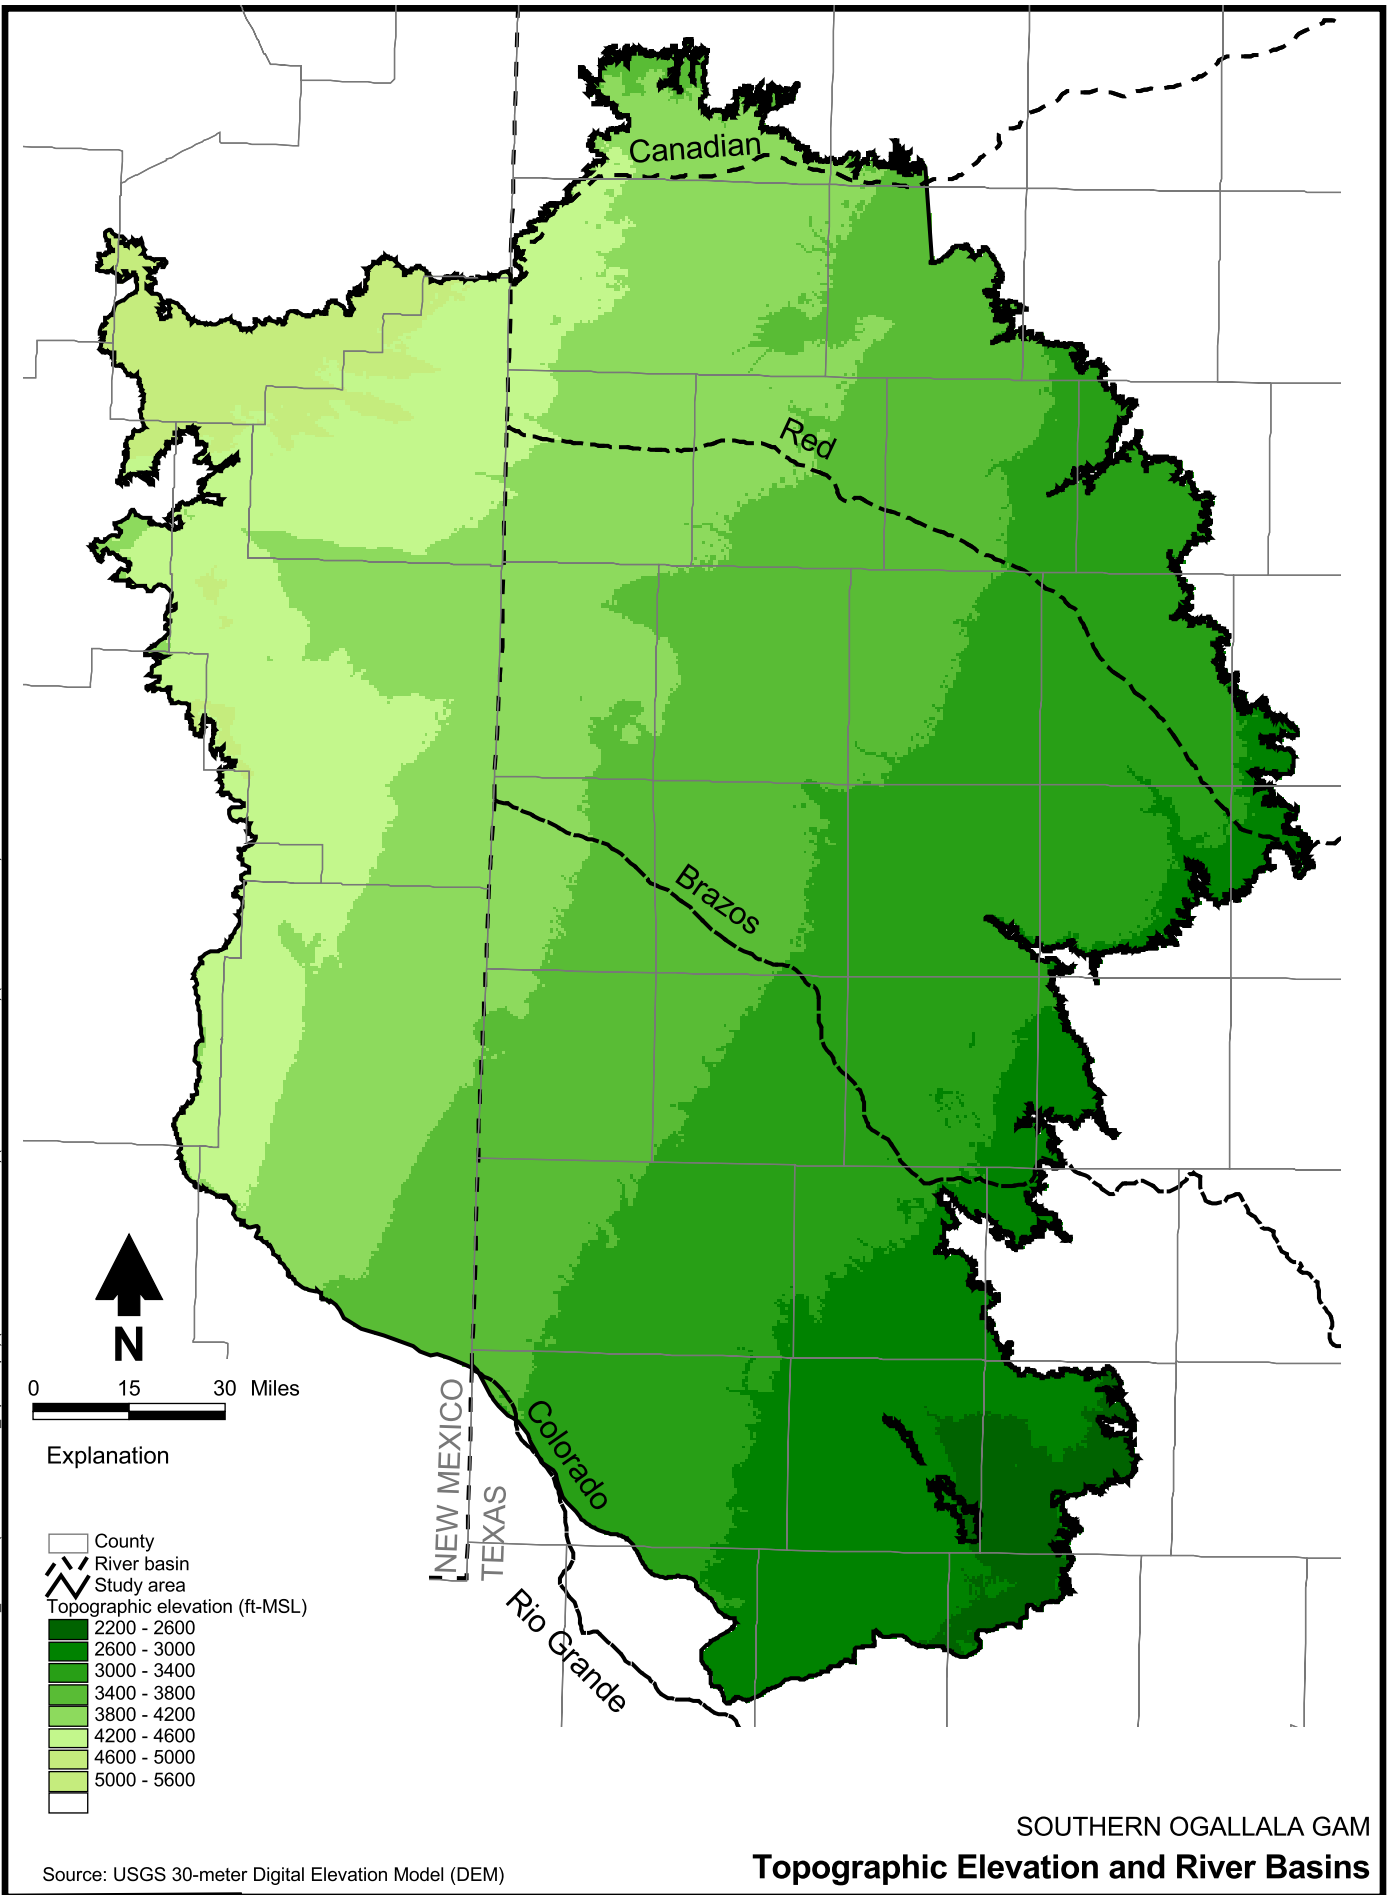 Canadian
Red
Brazos
Colorado
Rio Grande
NEW MEXICO
TEXAS
N
0 15 30 Miles
Explanation
County
River basin
Study area
Topographic elevation (ft-MSL)
2200 - 2600
2600 - 3000
3000 - 3400
3400 - 3800
3800 - 4200
4200 - 4600
4600 - 5000
5000 - 5600
SOUTHERN OGALLALA GAM
Topographic Elevation and River Basins
Source: USGS 30-meter Digital Elevation Model (DEM)